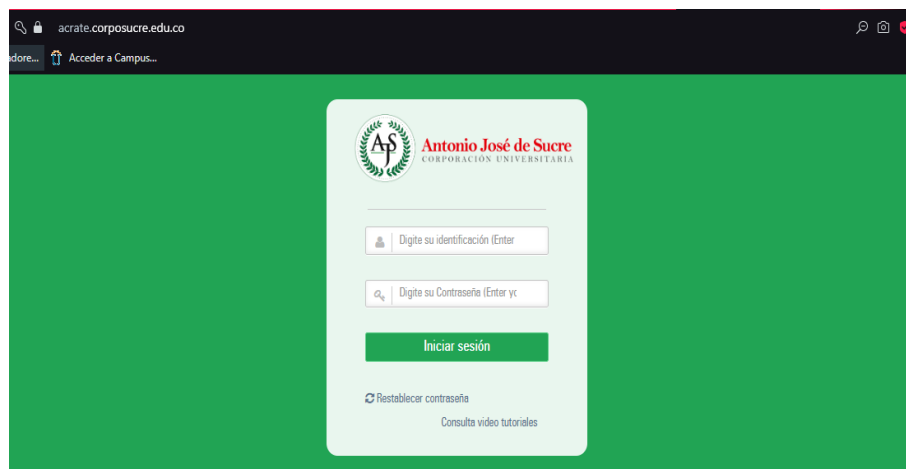 acrate.corposucre.edu.co
adore... Acceder a Campus...
Antonio José de Sucre
CORPORACIÓN UNIVERSITARIA
Digite su identificación (Enter
Digite su Contraseña (Enter yc
Iniciar sesión
Restablecer contraseña
Consulta video tutoriales